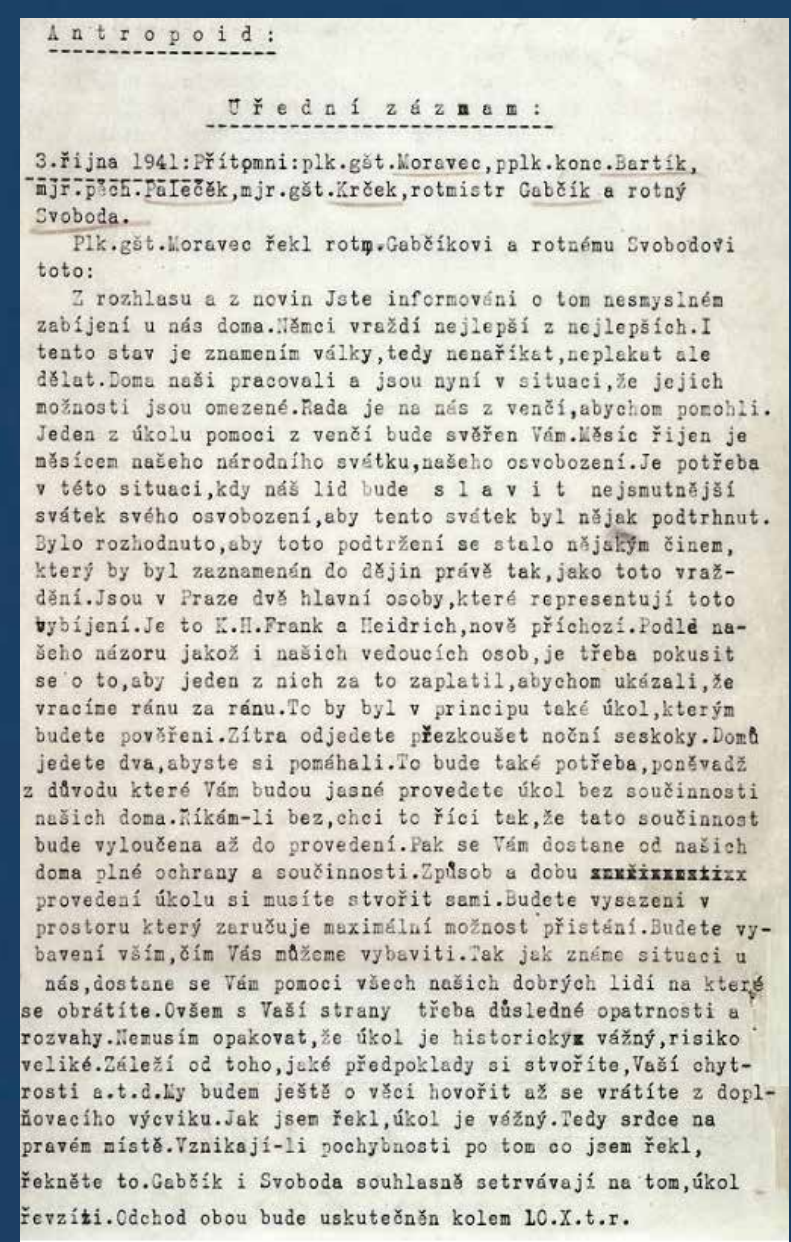 Antropoid:
Úřední záznam:
3.října 1941:Přítomni:plk.gšt.Moravec,pplk.konc.Bartík,
mjr.pěch.Paleček,mjr.gšt.Krček,rotmistr Gabčík a rotný
Svoboda.
Plk.gšt.Moravec řekl rotm.Gabčíkovi a rotnému Svobodovi
toto:
Z rozhlasu a z novin Jste informováni o tom nesmyslném
zabíjení u nás doma.Němci vraždí nejlepší z nejlepších.I
tento stav je znamením války,tedy nenaříkat,neplakat ale
dělat.Doma naši pracovali a jsou nyní v situaci,že jejich
možnosti jsou omezené.Řada je na nás z venčí,abychom pomohli.
Jeden z úkolu pomoci z venčí bude svěřen Vám.Měsíc řijen je
měsícem našeho národního svátku,našeho osvobození.Je potřeba
v této situaci,kdy náš lid bude s l a v i t nejsmutnější
svátek svého osvobození,aby tento svátek byl nějak podtrhnut.
Bylo rozhodnuto,aby toto podtržení se stalo nějakým činem,
který by byl zaznamenán do dějin právě tak,jako toto vraž-
dění.Jsou v Praze dvě hlavní osoby,které representují toto
vybíjení.Je to K.H.Frank a Heidrich,nově příchozí.Podle na-
šeho názoru jakož i našich vedoucích osob,je třeba pokusit
se o to,aby jeden z nich za to zaplatil,abychom ukázali,že
vracíme ránu za ránu.To by byl v principu také úkol,kterým
budete pověřeni.Zítra odjedete přezkoušet noční seskoky.Domů
jedete dva,abyste si pomáhali.To bude také potřeba,poněvadž
z důvodu které Vám budou jasné provedete úkol bez součinnosti
našich doma.Říkám-li bez,chci to říci tak,že tato součinnost
bude vyloučena až do provedení.Pak se Vám dostane od našich
doma plné ochrany a součinnosti.Způsob a dobu
provedení úkolu si musíte stvořit sami.Budete vysazeni v
prostoru který zaručuje maximální možnost přistání.Budete vy-
bavení vším,čím Vás můžeme vybaviti.Tak jak známe situaci u
nás,dostane se Vám pomoci všech našich dobrých lidí na které
se obrátíte.Ovšem s Vaší strany třeba důsledné opatrnosti a
rozvahy.Nemusím opakovat,že úkol je historicky vážný,risiko
veliké.Záleží od toho,jaké předpoklady si stvoříte,Vaší chyt-
rosti a.t.d.My budem ještě o věci hovořit až se vrátíte z dopl-
ňovacího výcviku.Jak jsem řekl,úkol je vážný.Tedy srdce na
pravém místě.Vznikají-li pochybnosti po tom co jsem řekl,
řekněte to.Gabčík i Svoboda souhlasně setrvávají na tom,úkol
řevzíti.Odchod obou bude uskutečněn kolem 10.X.t.r.